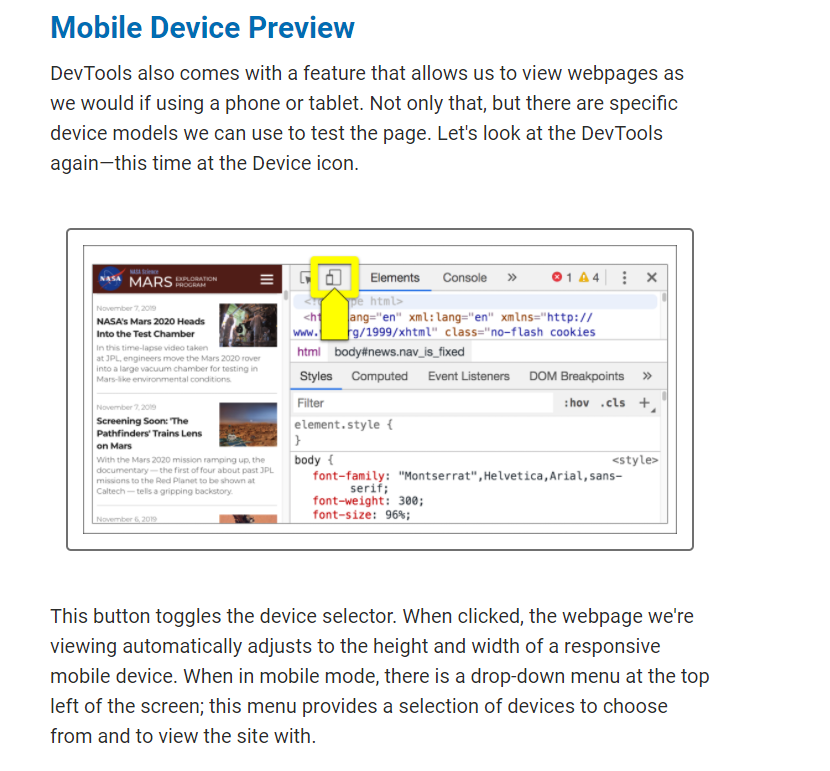 Mobile Device Preview
DevTools also comes with a feature that allows us to view webpages as
we would if using a phone or tablet. Not only that, but there are specific
device models we can use to test the page. Let's look at the DevTools
again—this time at the Device icon.
NASA
NASA Science
MARS EXPLORATION
PROGRAM
November 7, 2019
NASA's Mars 2020 Heads
Into the Test Chamber
In this time-lapse video taken
at JPL, engineers move the Mars 2020 rover
into a large vacuum chamber for testing in
Mars-like environmental conditions.
November 7, 2019
Screening Soon: 'The
Pathfinders' Trains Lens
on Mars
With the Mars 2020 mission ramping up, the
documentary — the first of four about past JPL
missions to the Red Planet to be shown at
Caltech — tells a gripping backstory.
November 6, 2019
Elements Console » 1 4
html>
ang="en" xml:lang="en" xmlns="http://
www. rg/1999/xhtml" class="no-flash cookies
html body#news.nav_is_fixed
Styles Computed Event Listeners DOM Breakpoints »
Filter :hov .cls +
element.style {
}
body { <style>
font-family: "Montserrat",Helvetica,Arial,sans-
serif;
font-weight: 300;
font-size: 96%;
This button toggles the device selector. When clicked, the webpage we're
viewing automatically adjusts to the height and width of a responsive
mobile device. When in mobile mode, there is a drop-down menu at the top
left of the screen; this menu provides a selection of devices to choose
from and to view the site with.